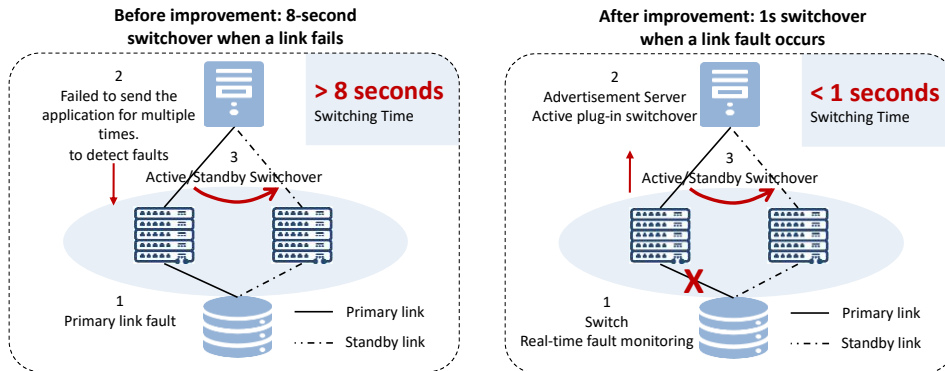 Before improvement: 8-second
switchover when a link fails
2
Failed to send the
application for multiple
times.
to detect faults
> 8 seconds
Switching Time
3
Active/Standby Switchover
1
Primary link fault
Primary link
Standby link
After improvement: 1s switchover
when a link fault occurs
2
Advertisement Server
Active plug-in switchover
< 1 seconds
Switching Time
3
Active/Standby Switchover
X
1
Switch
Real-time fault monitoring
Primary link
Standby link